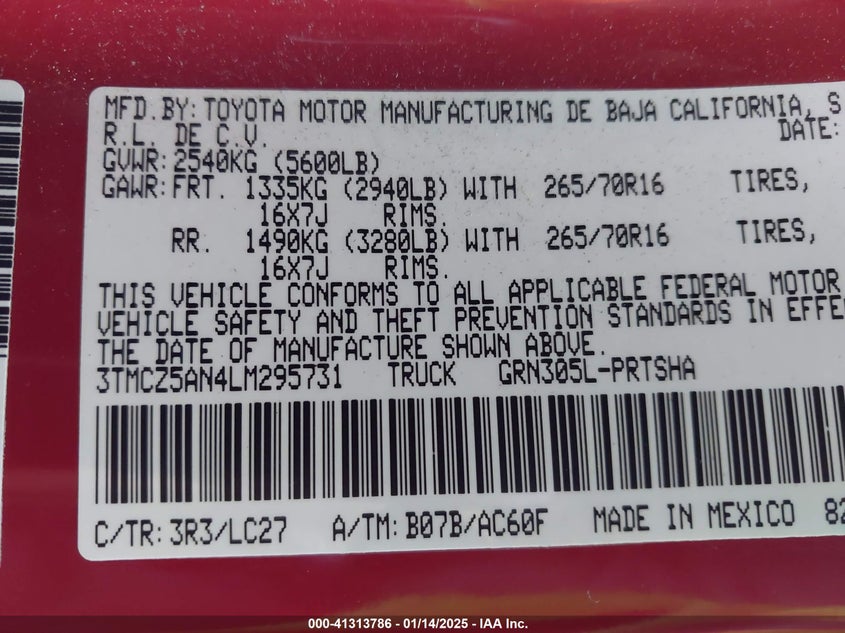 MFD.BY: TOYOTA MOTOR MANUFACTURING DE BAJA CALIFORNIA, S
R.L. DE C.V. DATE:
GVWR: 2540KG (5600LB)
GAWR: FRT. 1335KG (2940LB) WITH 265/70R16 TIRES,
16X7J RIMS.
RR. 1490KG (3280LB) WITH 265/70R16 TIRES,
16X7J RIMS.
THIS VEHICLE CONFORMS TO ALL APPLICABLE FEDERAL MOTOR
VEHICLE SAFETY AND THEFT PREVENTION STANDARDS IN EFFE
THE DATE OF MANUFACTURE SHOWN ABOVE.
3TMCZ5AN4LM295731 TRUCK GRN305L-PRTSHA
C/TR: 3R3/LC27 A/TM: B07B/AC60F MADE IN MEXICO 82
000-41313786 - 01/14/2025 - IAA Inc.